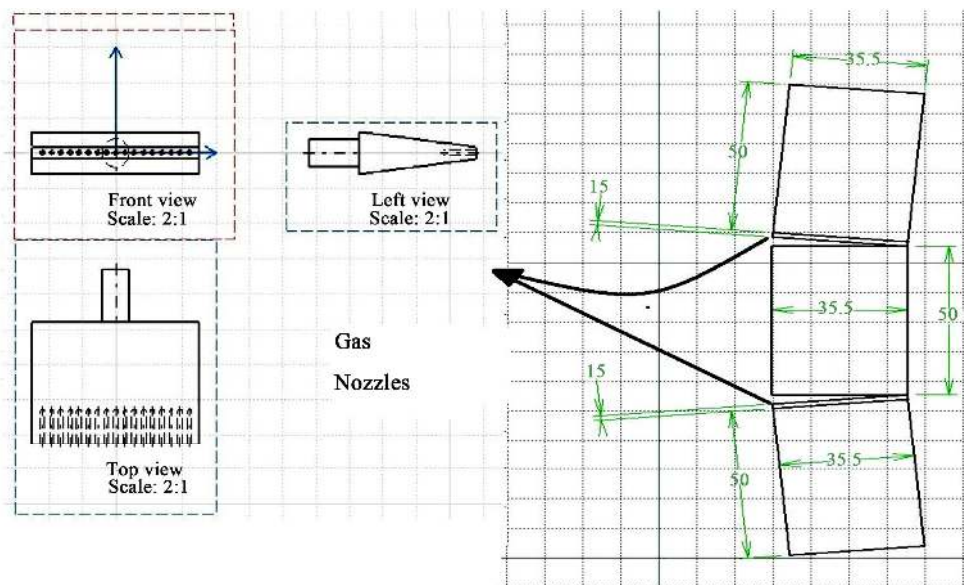 Front view
Scale: 2:1
Left view
Scale: 2:1
Top view
Scale: 2:1
Gas
Nozzles
35.5
50
15
35.5
50
15
35.5
50